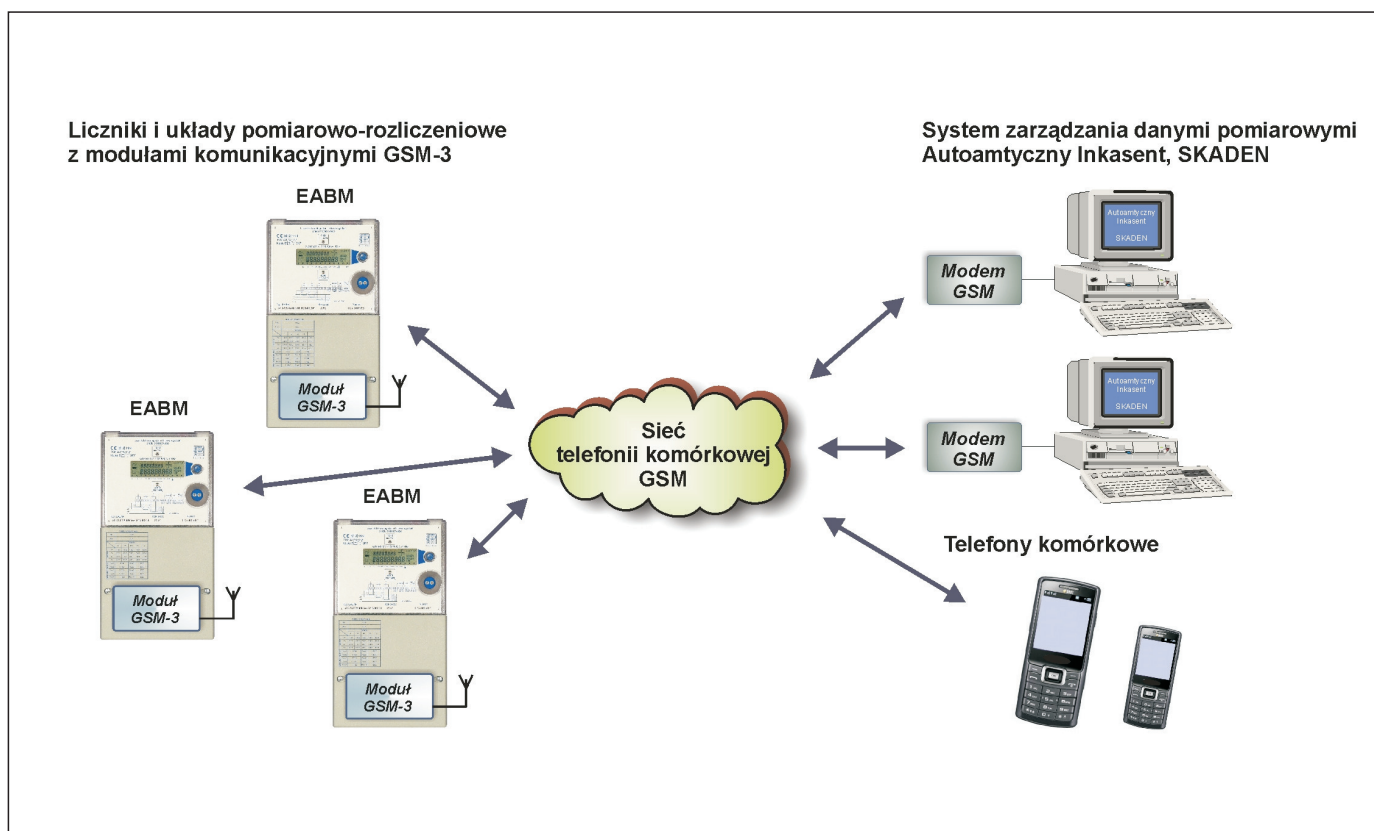 Liczniki i układy pomiarowo-rozliczeniowe
z modułami komunikacyjnymi GSM-3
EABM
Moduł
GSM-3
EABM
Moduł
GSM-3
EABM
Moduł
GSM-3
Sieć
telefonii komórkowej
GSM
System zarządzania danymi pomiarowymi
Autoamtyczny Inkasent, SKADEN
Modem
GSM
Autoamtyczny
Inkasent
SKADEN
Modem
GSM
Autoamtyczny
Inkasent
SKADEN
Telefony komórkowe